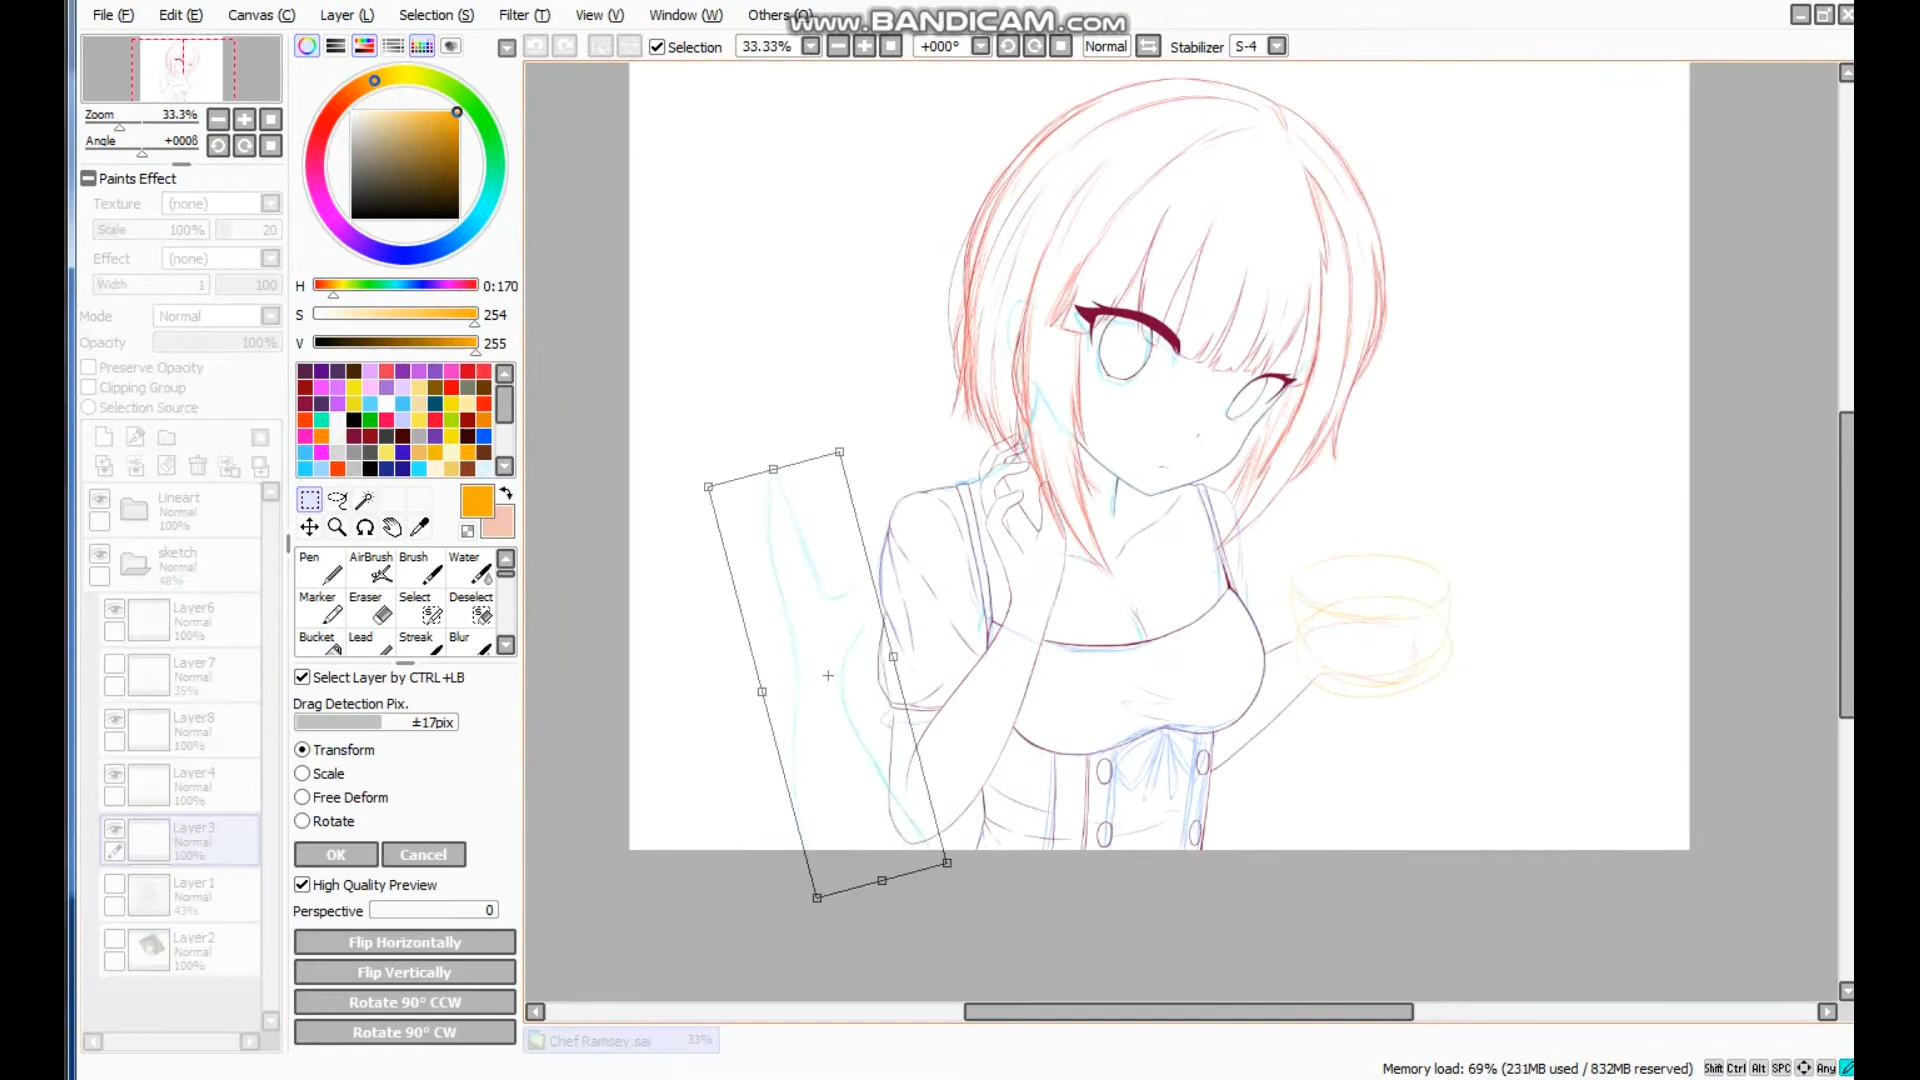 File (F) Edit (E) Canvas (C) Layer (L) Selection (S) Filter (T) View (V) Window (W) Others (O)
www.BANDICAM.com
Selection 33.33% +000° Normal Stabilizer S-4
Zoom 33.3%
Angle +0008
Paints Effect
Texture (none)
Scale 100% 20
Effect (none)
Width 1 100
Mode Normal
Opacity 100%
Preserve Opacity
Clipping Group
Selection Source
Lineart
Normal
100%
sketch
Normal
48%
Layer6
Normal
100%
Layer7
Normal
35%
Layer8
Normal
100%
Layer4
Normal
100%
Layer3
Normal
100%
Layer1
Normal
43%
Layer2
Normal
100%
H 0:170
S 254
V 255
Pen AirBrush Brush Water
Marker Eraser Select Deselect
Bucket Lead Streak Blur
Select Layer by CTRL+LB
Drag Detection Pix.
±17pix
Transform
Scale
Free Deform
Rotate
OK Cancel
High Quality Preview
Perspective 0
Flip Horizontally
Flip Vertically
Rotate 90° CCW
Rotate 90° CW
Chef Ramsey.sai 33%
Memory load: 69% (231MB used / 832MB reserved) Shift Ctrl Alt SPC Any